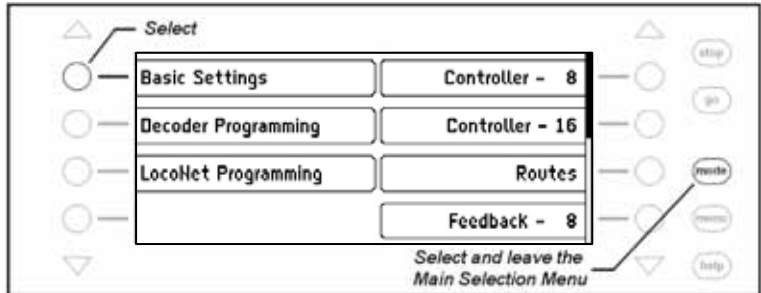 Select
stop
Basic Settings
Controller - 8
go
Decoder Programming
Controller - 16
LocoNet Programming
Routes
mode
Feedback - 8
menu
Select and leave the
Main Selection Menu
help